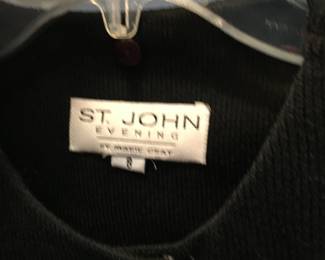 ST. JOHN
EVENING
BY MARIE GRAY
8